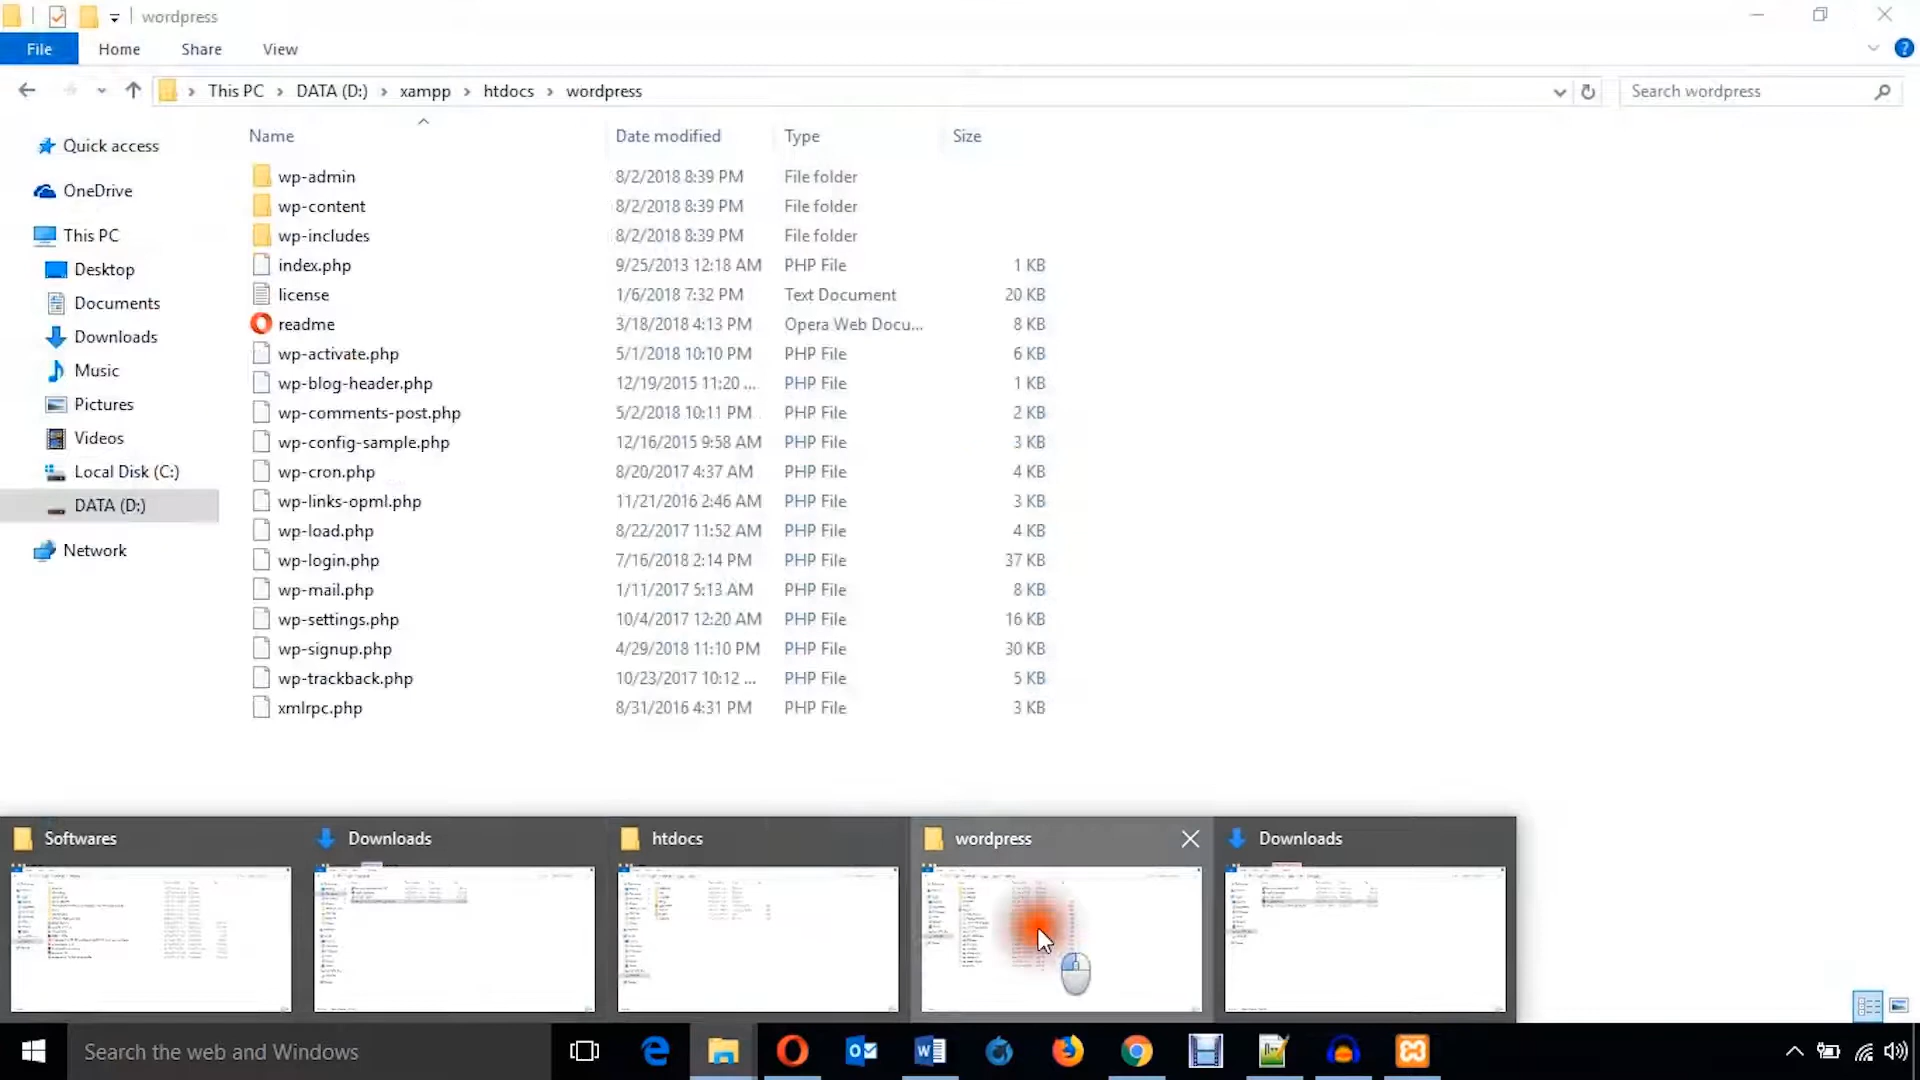 wordpress
File Home Share View
This PC DATA (D:) xampp htdocs wordpress
Search wordpress
Name Date modified Type Size
Quick access
OneDrive
This PC
Desktop
Documents
Downloads
Music
Pictures
Videos
Local Disk (C:)
DATA (D:)
Network
wp-admin 8/2/2018 8:39 PM File folder
wp-content 8/2/2018 8:39 PM File folder
wp-includes 8/2/2018 8:39 PM File folder
index.php 9/25/2013 12:18 AM PHP File 1 KB
license 1/6/2018 7:32 PM Text Document 20 KB
readme 3/18/2018 4:13 PM Opera Web Docu... 8 KB
wp-activate.php 5/1/2018 10:10 PM PHP File 6 KB
wp-blog-header.php 12/19/2015 11:20 ... PHP File 1 KB
wp-comments-post.php 5/2/2018 10:11 PM PHP File 2 KB
wp-config-sample.php 12/16/2015 9:58 AM PHP File 3 KB
wp-cron.php 8/20/2017 4:37 AM PHP File 4 KB
wp-links-opml.php 11/21/2016 2:46 AM PHP File 3 KB
wp-load.php 8/22/2017 11:52 AM PHP File 4 KB
wp-login.php 7/16/2018 2:14 PM PHP File 37 KB
wp-mail.php 1/11/2017 5:13 AM PHP File 8 KB
wp-settings.php 10/4/2017 12:20 AM PHP File 16 KB
wp-signup.php 4/29/2018 11:10 PM PHP File 30 KB
wp-trackback.php 10/23/2017 10:12 ... PHP File 5 KB
xmlrpc.php 8/31/2016 4:31 PM PHP File 3 KB
Softwares Downloads htdocs wordpress Downloads
Search the web and Windows